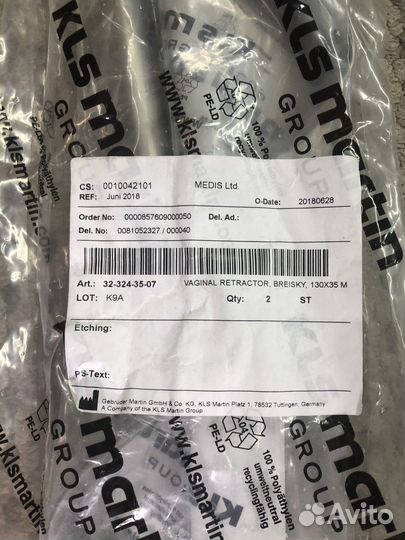 KLS martin
GROUP
PE-LD
100 % Polyäthylen
www.klsmartin.com
CS: 0010042101 MEDIS Ltd.
REF: Juni 2018 O-Date: 20180628
Order No: 0000857609000050 Del. Ad.:
Del. No: 0081052327 / 000040
Art.: 32-324-35-07 VAGINAL RETRACTOR, BREISKY, 130X35 M
LOT: K9A Qty: 2 ST
Etching:
PS-Text:
Gebrüder Martin GmbH & Co. KG, KLS Martin Platz 1, 78532 Tuttlingen, Germany
A Company of the KLS Martin Group
PE-LD
04
100 % Polyäthylen
umweltneutral
recyclingfähig
www.klsmartin
KLS martin
GROUP
Avito